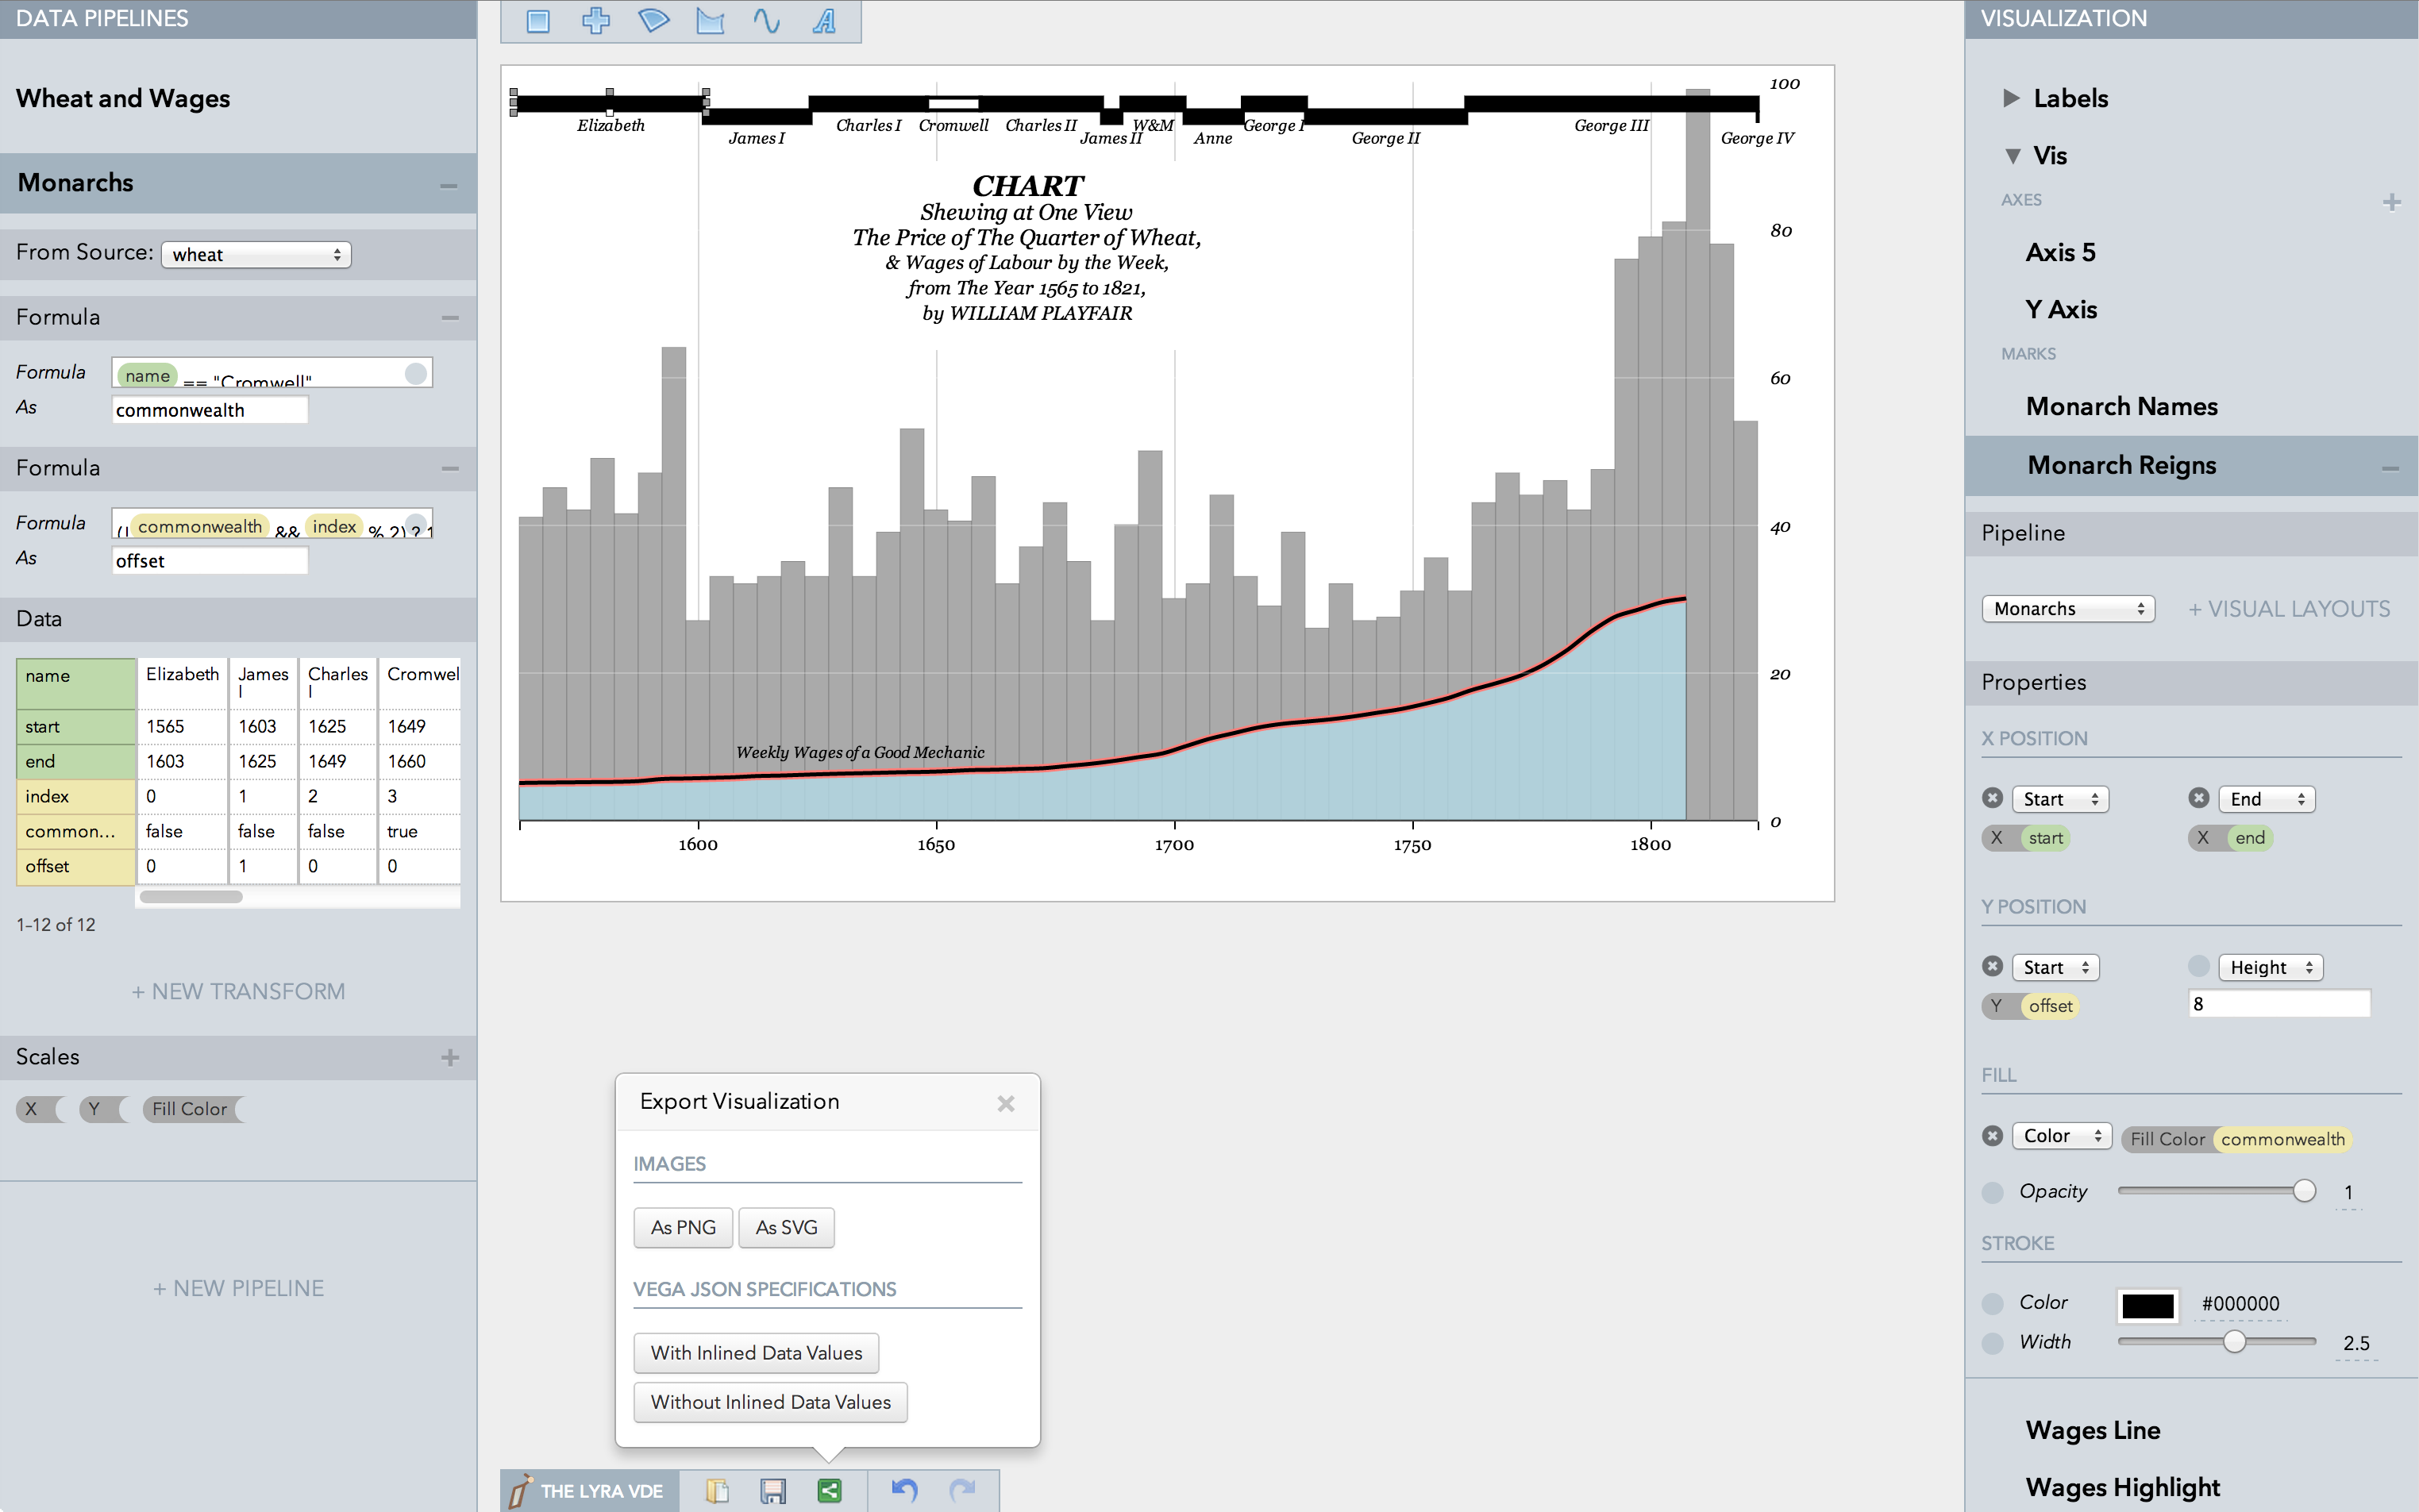 DATA PIPELINES
Wheat and Wages
Monarchs
From Source: wheat
Formula
Formula name == "Cromwell"
As commonwealth
Formula
Formula (! commonwealth && index % 2) ? 1
As offset
Data
name Elizabeth James I Charles I Cromwel
start 1565 1603 1625 1649
end 1603 1625 1649 1660
index 0 1 2 3
common... false false false true
offset 0 1 0 0
1-12 of 12
+ NEW TRANSFORM
Scales
X Y Fill Color
+ NEW PIPELINE
A
100
Elizabeth Charles I Cromwell Charles II W&M George I George III
James I James II Anne George II George IV
CHART
Shewing at One View
The Price of The Quarter of Wheat,
& Wages of Labour by the Week,
from The Year 1565 to 1821,
by WILLIAM PLAYFAIR
80
60
40
20
Weekly Wages of a Good Mechanic
0
1600 1650 1700 1750 1800
Export Visualization
IMAGES
As PNG As SVG
VEGA JSON SPECIFICATIONS
With Inlined Data Values
Without Inlined Data Values
THE LYRA VDE
VISUALIZATION
Labels
Vis
AXES
Axis 5
Y Axis
MARKS
Monarch Names
Monarch Reigns
Pipeline
Monarchs + VISUAL LAYOUTS
Properties
X POSITION
Start End
X start X end
Y POSITION
Start Height
Y offset 8
FILL
Color Fill Color commonwealth
Opacity 1
STROKE
Color #000000
Width 2.5
Wages Line
Wages Highlight